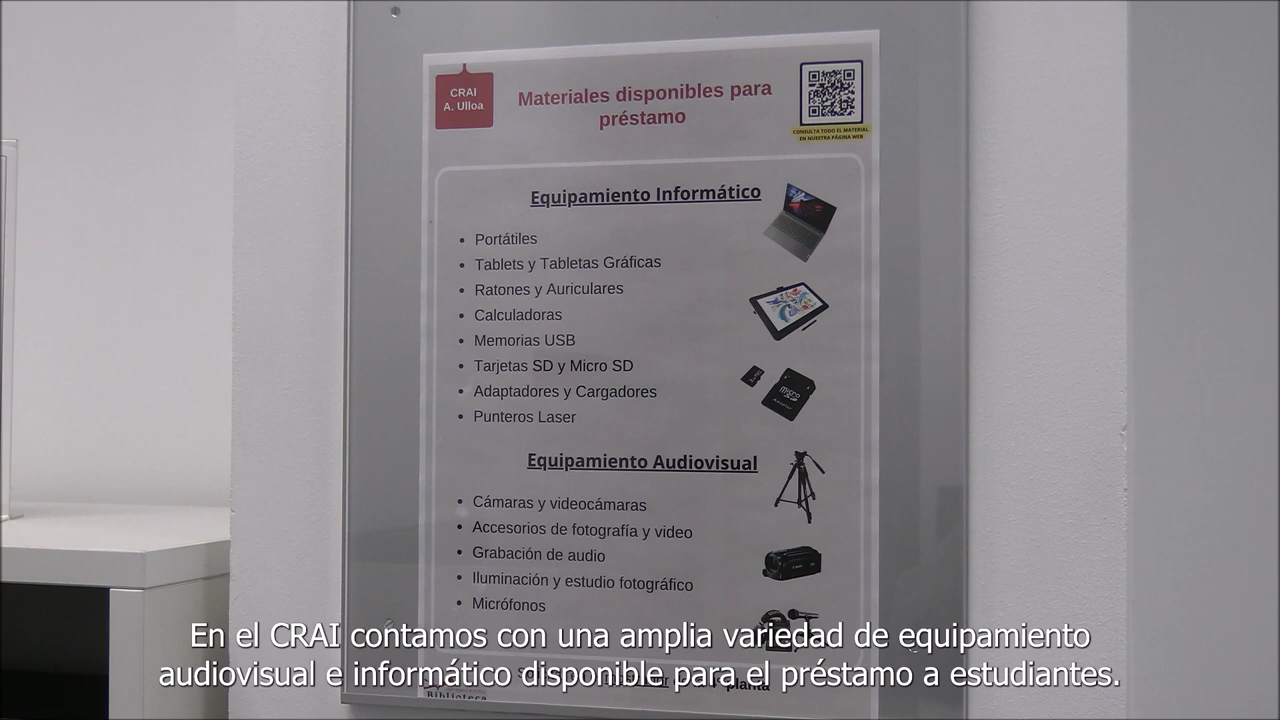 CRAI
A. Ulloa
Materiales disponibles para
préstamo
CONSULTA TODO EL MATERIAL
EN NUESTRA PÁGINA WEB
Equipamiento Informático
Portátiles
Tablets y Tabletas Gráficas
Ratones y Auriculares
Calculadoras
Memorias USB
Tarjetas SD y Micro SD
Adaptadores y Cargadores
Punteros Laser
Equipamiento Audiovisual
Cámaras y videocámaras
Accesorios de fotografía y video
Grabación de audio
Iluminación y estudio fotográfico
Micrófonos
En el CRAI contamos con una amplia variedad de equipamiento
audiovisual e informático disponible para el préstamo a estudiantes.
planta
Biblioteca